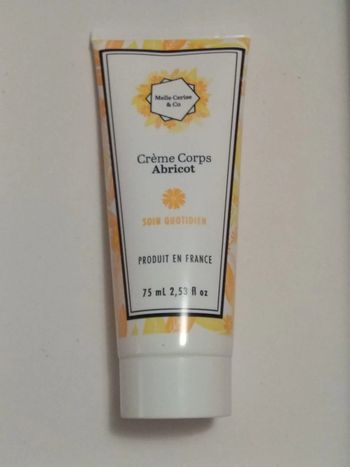 Melle Cerise
& Co
Crème Corps
Abricot
SOIN QUOTIDIEN
PRODUIT EN FRANCE
75 mL 2,53 fl oz